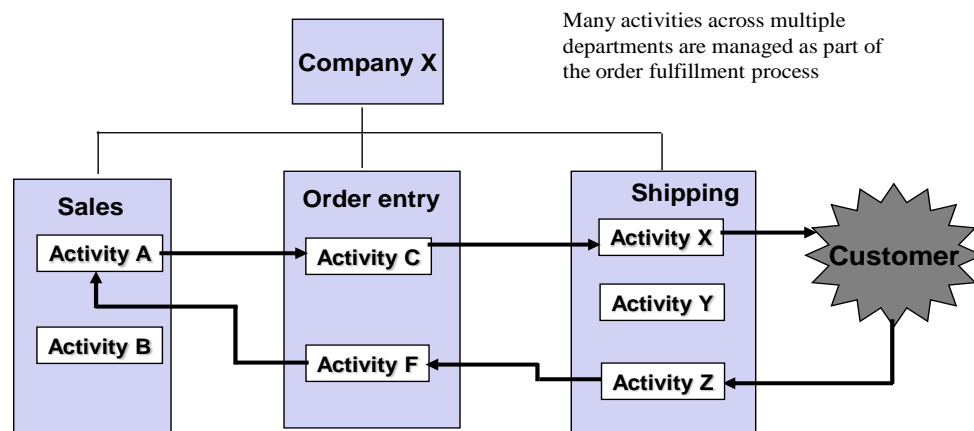 Many activities across multiple
departments are managed as part of
the order fulfillment process
Company X
Sales
Order entry
Shipping
Activity A
Activity C
Activity X
Customer
Activity Y
Activity B
Activity F
Activity Z